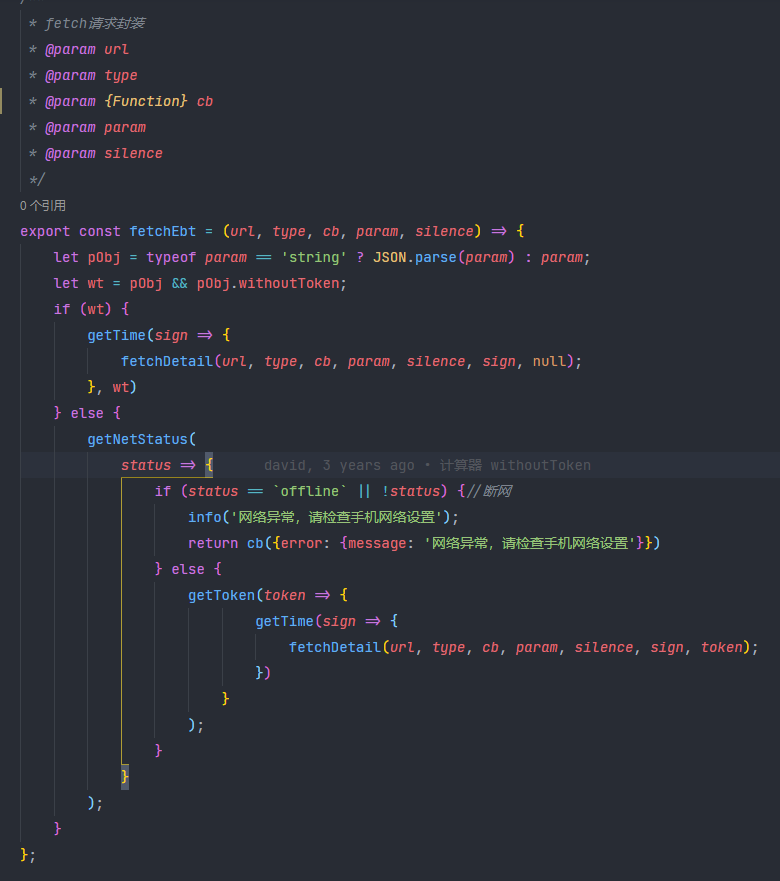 /
* fetch请求封装
* @param url
* @param type
* @param {Function} cb
* @param param
* @param silence
*/
0 个引用
export const fetchEbt = (url, type, cb, param, silence) => {
let pObj = typeof param == 'string' ? JSON.parse(param) : param;
let wt = pObj && pObj.withoutToken;
if (wt) {
getTime(sign => {
fetchDetail(url, type, cb, param, silence, sign, null);
}, wt)
} else {
getNetStatus(
status => { david, 3 years ago • 计算器 withoutToken
if (status == `offline` || !status) {//断网
info('网络异常，请检查手机网络设置');
return cb({error: {message: '网络异常，请检查手机网络设置'}})
} else {
getToken(token => {
getTime(sign => {
fetchDetail(url, type, cb, param, silence, sign, token);
})
}
);
}
}
);
}
};